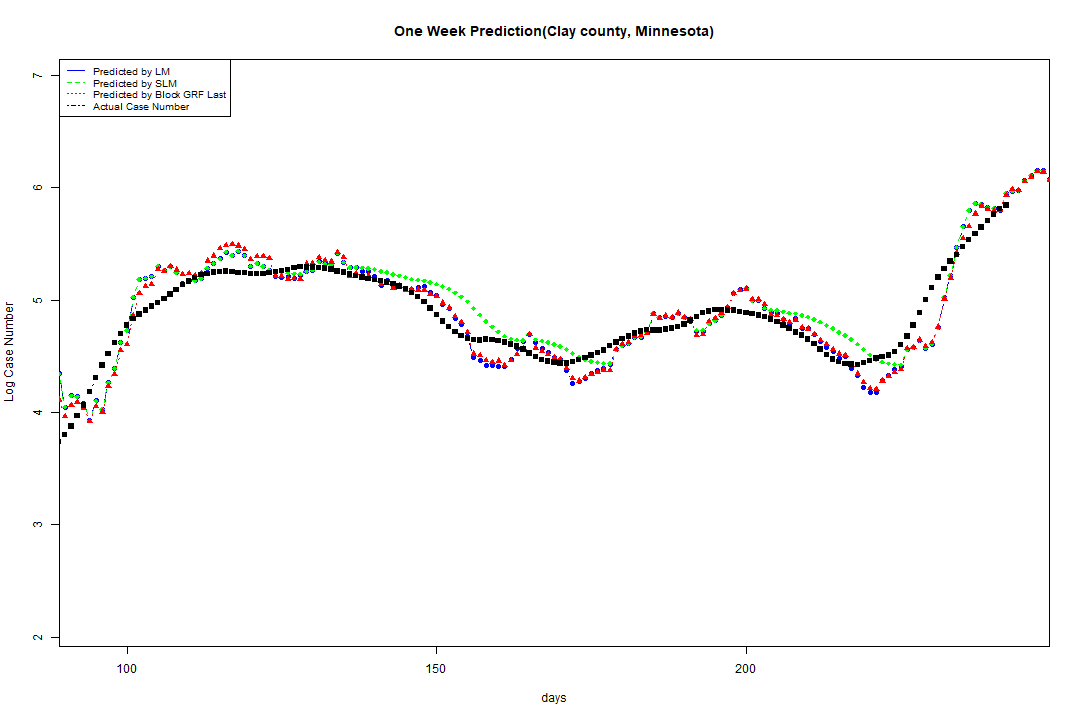 One Week Prediction(Clay county, Minnesota)
Predicted by LM
Predicted by SLM
Predicted by Block GRF Last
Actual Case Number
Log Case Number
7
6
5
4
3
2
100 150 200
days